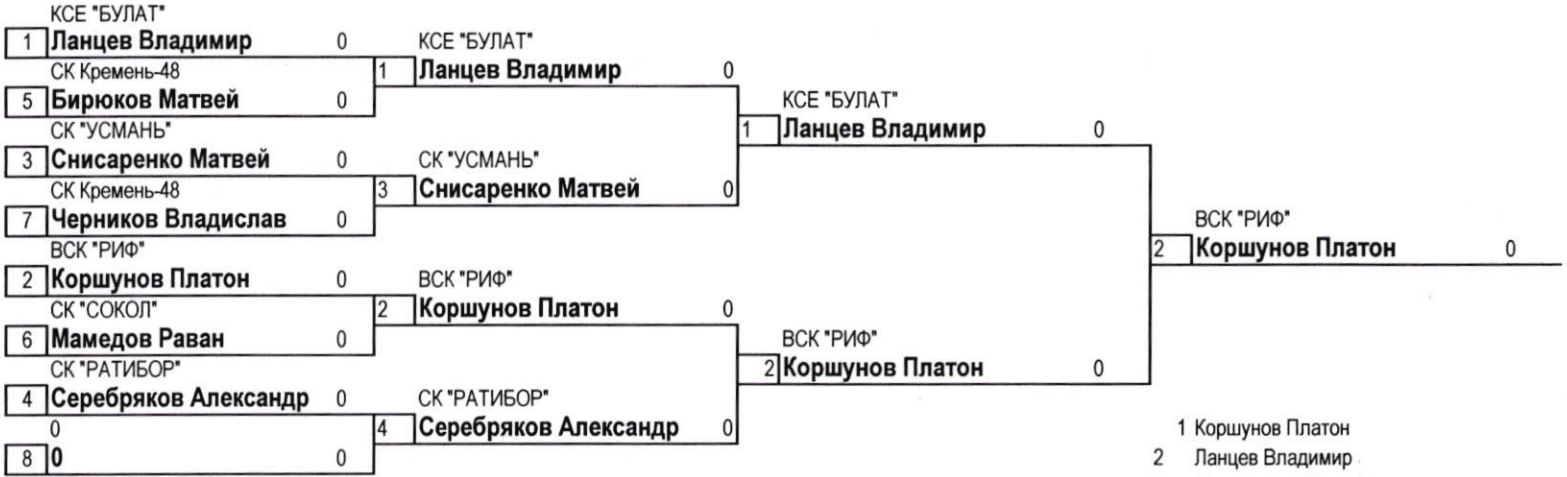 КСЕ "БУЛАТ"
1 Ланцев Владимир 0
СК Кремень-48
5 Бирюков Матвей 0
СК "УСМАНЬ"
3 Снисаренко Матвей 0
СК Кремень-48
7 Черников Владислав 0
ВСК "РИФ"
2 Коршунов Платон 0
СК "СОКОЛ"
6 Мамедов Раван 0
СК "РАТИБОР"
4 Серебряков Александр 0
0
8 0 0
КСЕ "БУЛАТ"
1 Ланцев Владимир 0
СК "УСМАНЬ"
3 Снисаренко Матвей 0
ВСК "РИФ"
2 Коршунов Платон 0
СК "РАТИБОР"
4 Серебряков Александр 0
КСЕ "БУЛАТ"
1 Ланцев Владимир 0
ВСК "РИФ"
2 Коршунов Платон 0
ВСК "РИФ"
2 Коршунов Платон 0
1 Коршунов Платон
2 Ланцев Владимир